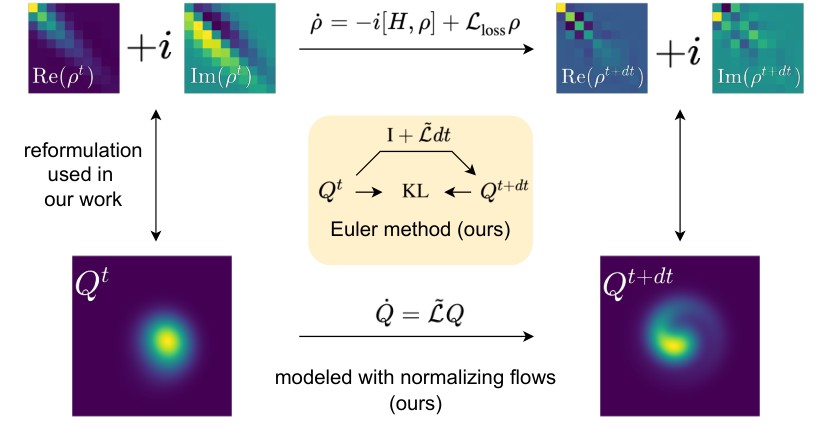 Re(ρ^t) +i Im(ρ^t)
ρ̇ = −i[H, ρ] + ℒ_loss ρ
Re(ρ^{t+dt}) +i Im(ρ^{t+dt})
reformulation
used in
our work
I + ℒ̃dt
Q^t → KL ← Q^{t+dt}
Euler method (ours)
Q^t
Q̇ = ℒ̃Q
Q^{t+dt}
modeled with normalizing flows
(ours)